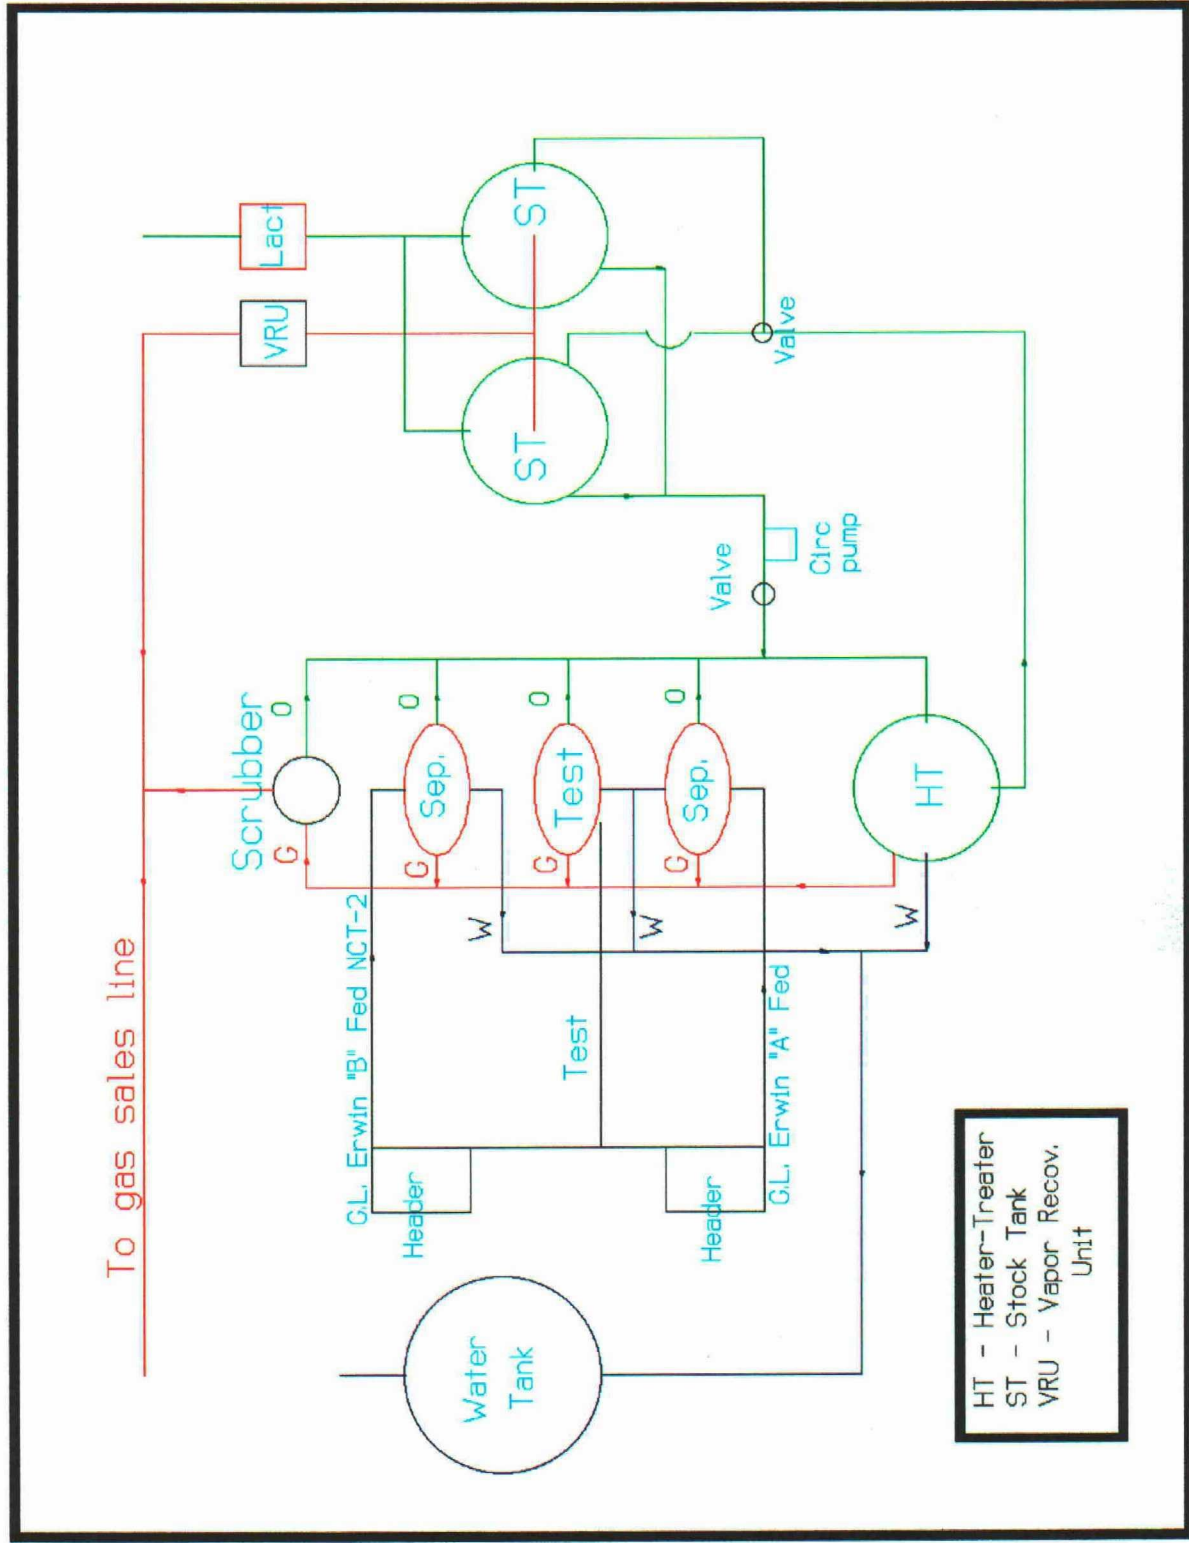 To gas sales line
Scrubber
VRU
Lact
G
O
G.L. Erwin "B" Fed NCT-2
Header
G
Sep.
O
Water
Tank
W
ST
ST
Test
G
Test
O
W
Header
G
Sep.
O
Valve
G.L. Erwin "A" Fed
Valve
Circ
pump
W
HT
HT - Heater-Treater
ST - Stock Tank
VRU - Vapor Recov.
Unit